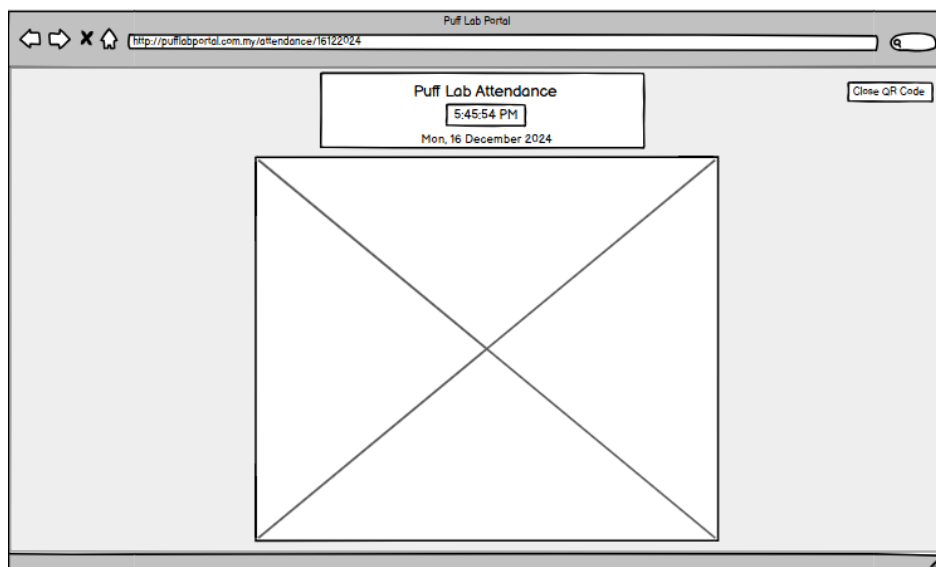 Puff Lab Portal
http://pufflabportal.com.my/attendance/16122024
Puff Lab Attendance
Close QR Code
5:45:54 PM
Mon, 16 December 2024